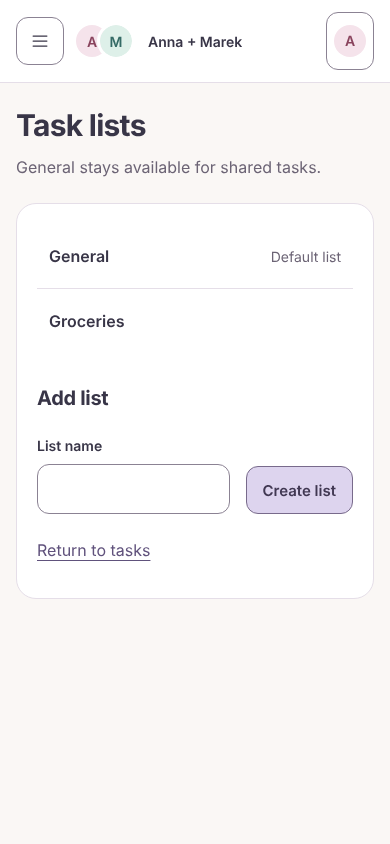 A M Anna + Marek A
Task lists
General stays available for shared tasks.
General Default list
Groceries
Add list
List name
Create list
Return to tasks